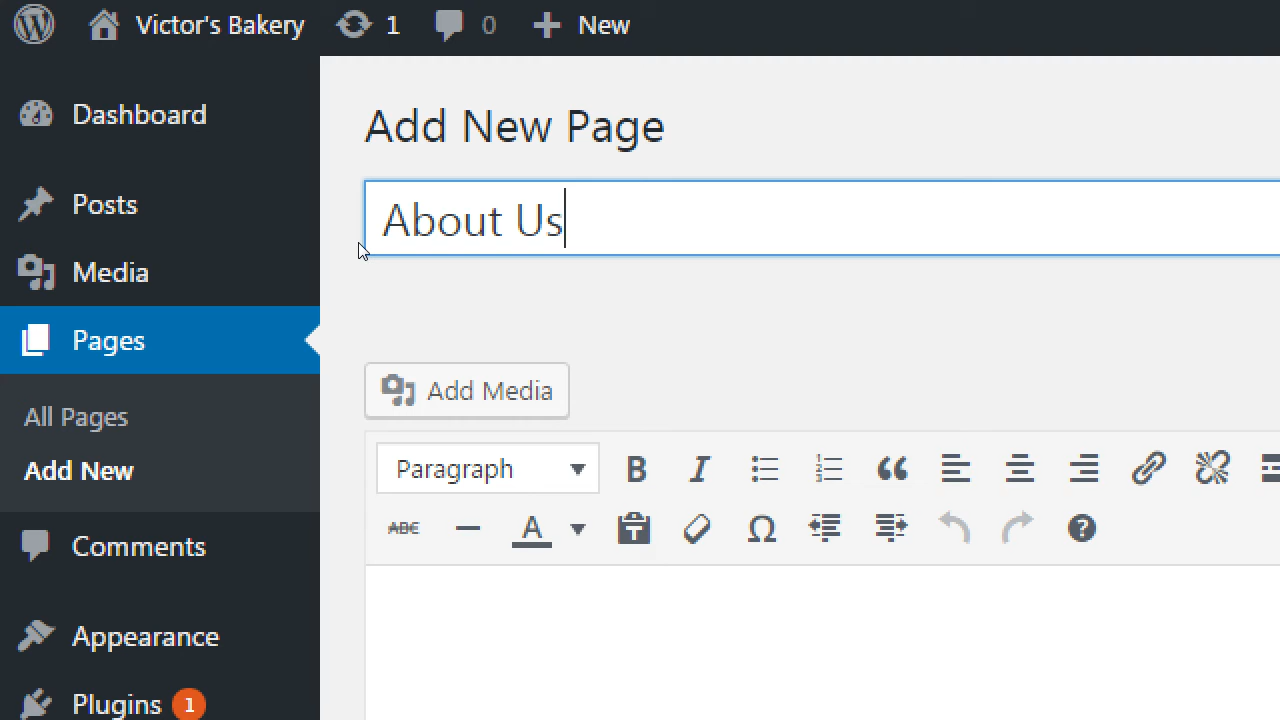 Victor's Bakery 1 0 New
Dashboard
Posts
Media
Pages
All Pages
Add New
Comments
Appearance
Plugins 1
Add New Page
About Us
Add Media
Paragraph B I
ABC A T Ω ?